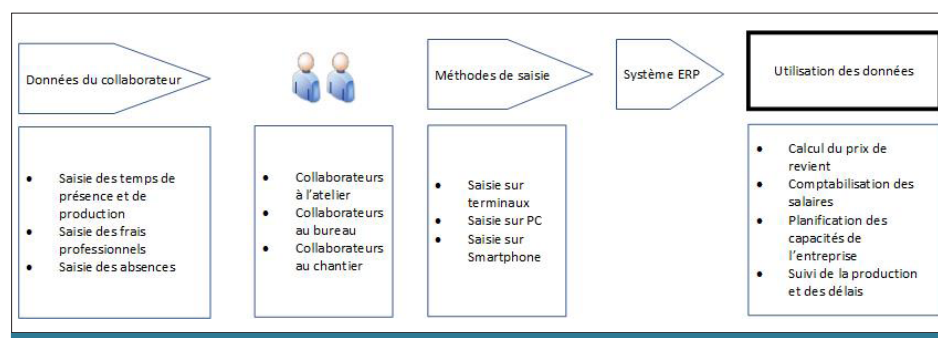 Données du collaborateur
Méthodes de saisie
Système ERP
Utilisation des données
• Saisie des temps de
présence et de
production
• Saisie des frais
professionnels
• Saisie des absences
• Collaborateurs
à l'atelier
• Collaborateurs
au bureau
• Collaborateurs
au chantier
• Saisie sur
terminaux
• Saisie sur PC
• Saisie sur
Smartphone
• Calcul du prix de
revient
• Comptabilisation des
salaires
• Planification des
capacités de
l'entreprise
• Suivi de la production
et des délais